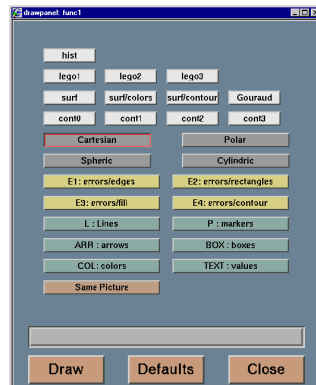 drawpanel: func1
hist
lego1 lego2 lego3
surf surf/colors surf/contour Gouraud
cont0 cont1 cont2 cont3
Cartesian Polar
Spheric Cylindric
E1: errors/edges E2: errors/rectangles
E3: errors/fill E4: errors/contour
L : Lines P : markers
ARR : arrows BOX : boxes
COL: colors TEXT : values
Same Picture
Draw Defaults Close